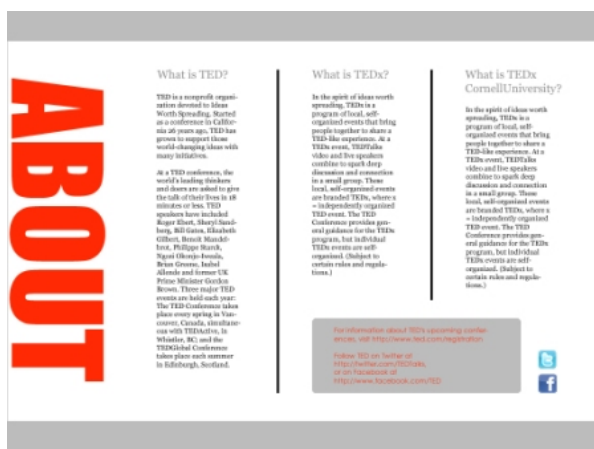 ABOUT
What is TED?
TED is a nonprofit organi-
zation devoted to Ideas
Worth Spreading. Started
as a conference in Califor-
nia 26 years ago, TED has
grown to support those
world-changing ideas with
many initiatives.
At a TED conference, the
world's leading thinkers
and doers are asked to give
the talk of their lives in 18
minutes or less. TED
speakers have included
Roger Ebert, Sheryl Sand-
berg, Bill Gates, Elizabeth
Gilbert, Benoit Mandel-
brot, Philippe Starck,
Ngozi Okonjo-Iweala,
Brian Greene, Isabel
Allende and former UK
Prime Minister Gordon
Brown. Three major TED
events are held each year:
The TED Conference takes
place every spring in Van-
couver, Canada, simultane-
ous with TEDActive, in
Whistler, BC; and the
TEDGlobal Conference
takes place each summer
in Edinburgh, Scotland.
What is TEDx?
In the spirit of ideas worth
spreading, TEDx is a
program of local, self-
organized events that bring
people together to share a
TED-like experience. At a
TEDx event, TEDTalks
video and live speakers
combine to spark deep
discussion and connection
in a small group. These
local, self-organized events
are branded TEDx, where x
= independently organized
TED event. The TED
Conference provides gen-
eral guidance for the TEDx
program, but individual
TEDx events are self-
organized. (Subject to
certain rules and regula-
tions.)
What is TEDx
CornellUniversity?
In the spirit of ideas worth
spreading, TEDx is a
program of local, self-
organized events that bring
people together to share a
TED-like experience. At a
TEDx event, TEDTalks
video and live speakers
combine to spark deep
discussion and connection
in a small group. These
local, self-organized events
are branded TEDx, where x
= independently organized
TED event. The TED
Conference provides gen-
eral guidance for the TEDx
program, but individual
TEDx events are self-
organized. (Subject to
certain rules and regula-
tions.)
For information about TED's upcoming confer-
ences, visit http://www.ted.com/registration
Follow TED on Twitter at
http://twitter.com/TEDTalks,
or on Facebook at
http://www.facebook.com/TED